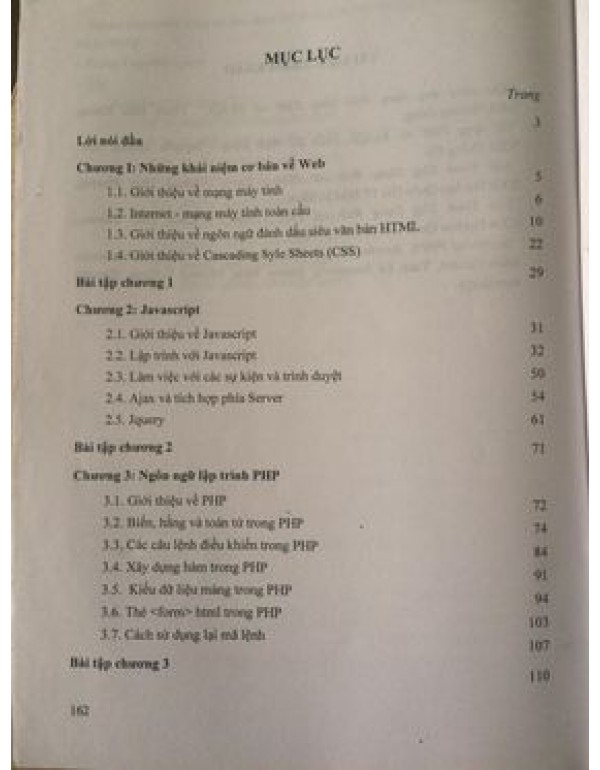 MỤC LỤC
Trang
Lời nói đầu 3
Chương I: Những khái niệm cơ bản về Web
1.1. Giới thiệu về mạng máy tính 5
1.2. Internet - mạng máy tính toàn cầu 6
1.3. Giới thiệu về ngôn ngữ đánh dấu siêu văn bản HTML 10
1.4. Giới thiệu về Cascading Syle Sheets (CSS) 22
Bài tập chương 1 29
Chương 2: Javascript
2.1. Giới thiệu về Javascript 31
2.2. Lập trình với Javascript 32
2.3. Làm việc với các sự kiện và trình duyệt 50
2.4. Ajax và tích hợp phía Server 54
2.5. Jquery 61
Bài tập chương 2 71
Chương 3: Ngôn ngữ lập trình PHP
3.1. Giới thiệu về PHP 72
3.2. Biến, hằng và toán tử trong PHP 74
3.3. Các câu lệnh điều khiển trong PHP 84
3.4. Xây dựng hàm trong PHP 91
3.5. Kiểu dữ liệu mảng trong PHP 94
3.6. Thẻ <form> html trong PHP 103
3.7. Cách sử dụng lại mã lệnh 107
Bài tập chương 3 110
162